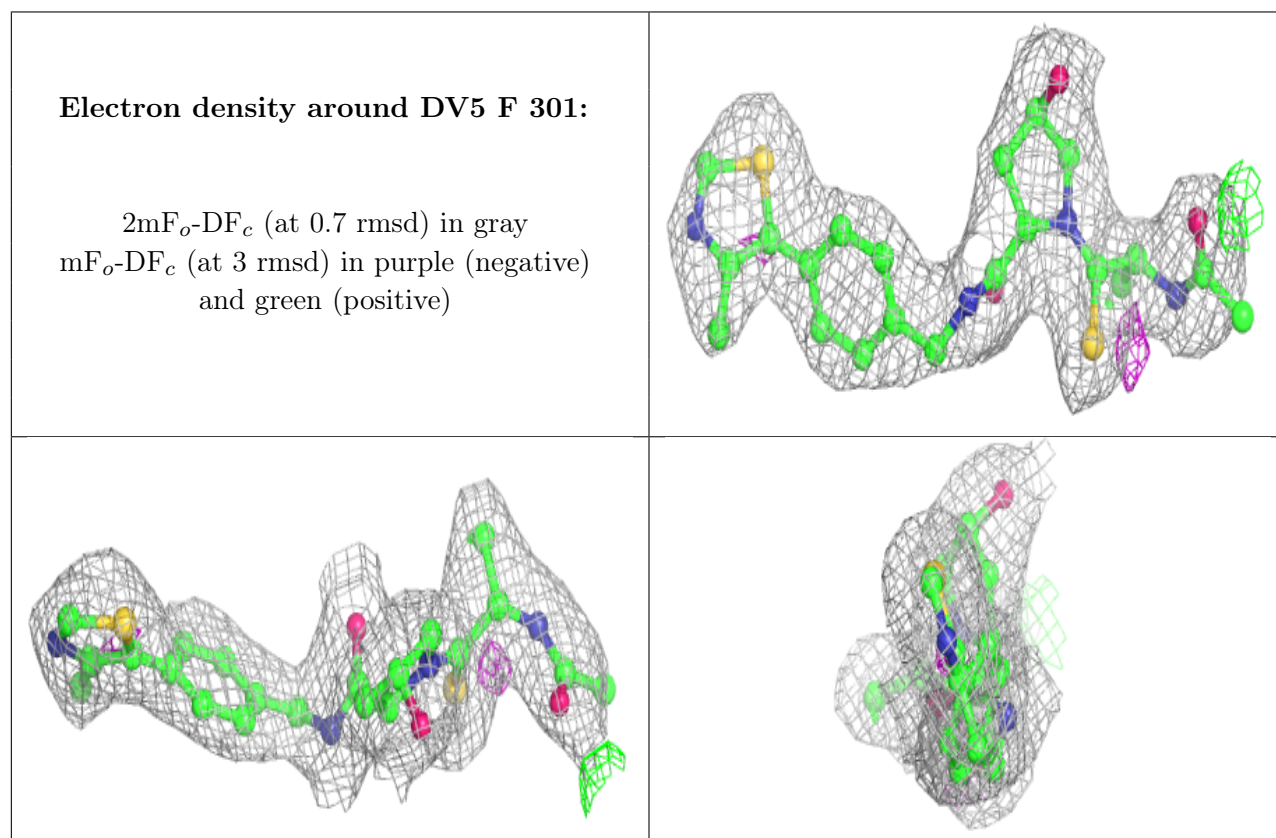 Electron density around DV5 F 301:
2mFo-DFc (at 0.7 rmsd) in gray
mFo-DFc (at 3 rmsd) in purple (negative)
and green (positive)